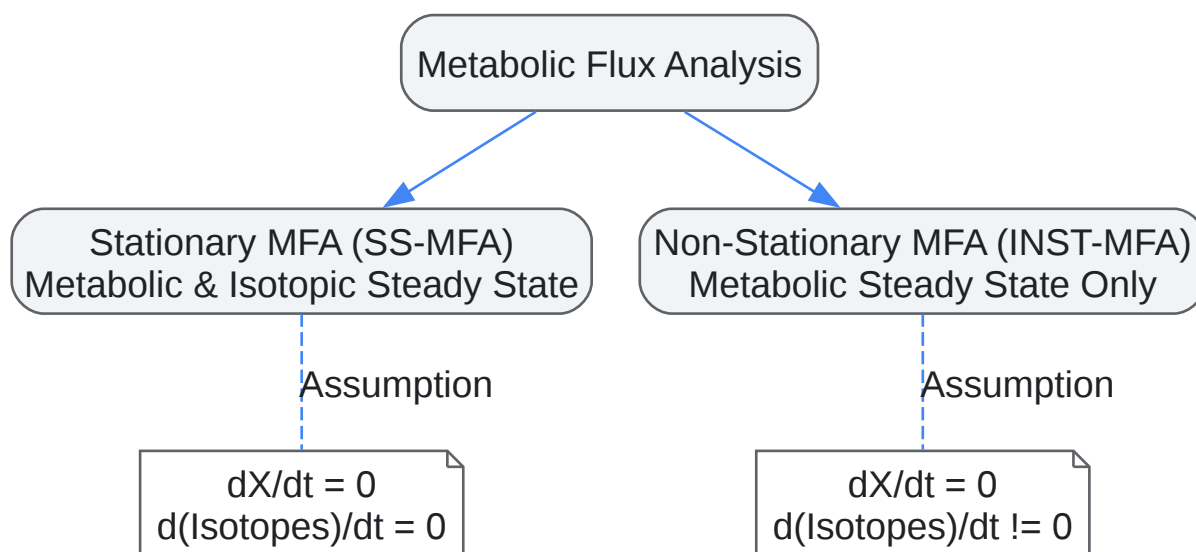 Metabolic Flux Analysis
Stationary MFA (SS-MFA)
Metabolic & Isotopic Steady State
Non-Stationary MFA (INST-MFA)
Metabolic Steady State Only
Assumption
Assumption
dX/dt = 0
d(Isotopes)/dt = 0
dX/dt = 0
d(Isotopes)/dt != 0